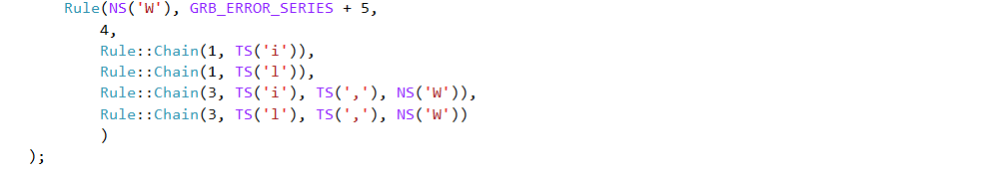 Rule(NS('W'), GRB_ERROR_SERIES + 5,
4,
Rule::Chain(1, TS('i')),
Rule::Chain(1, TS('l')),
Rule::Chain(3, TS('i'), TS(','), NS('W')),
Rule::Chain(3, TS('l'), TS(','), NS('W'))
)
);